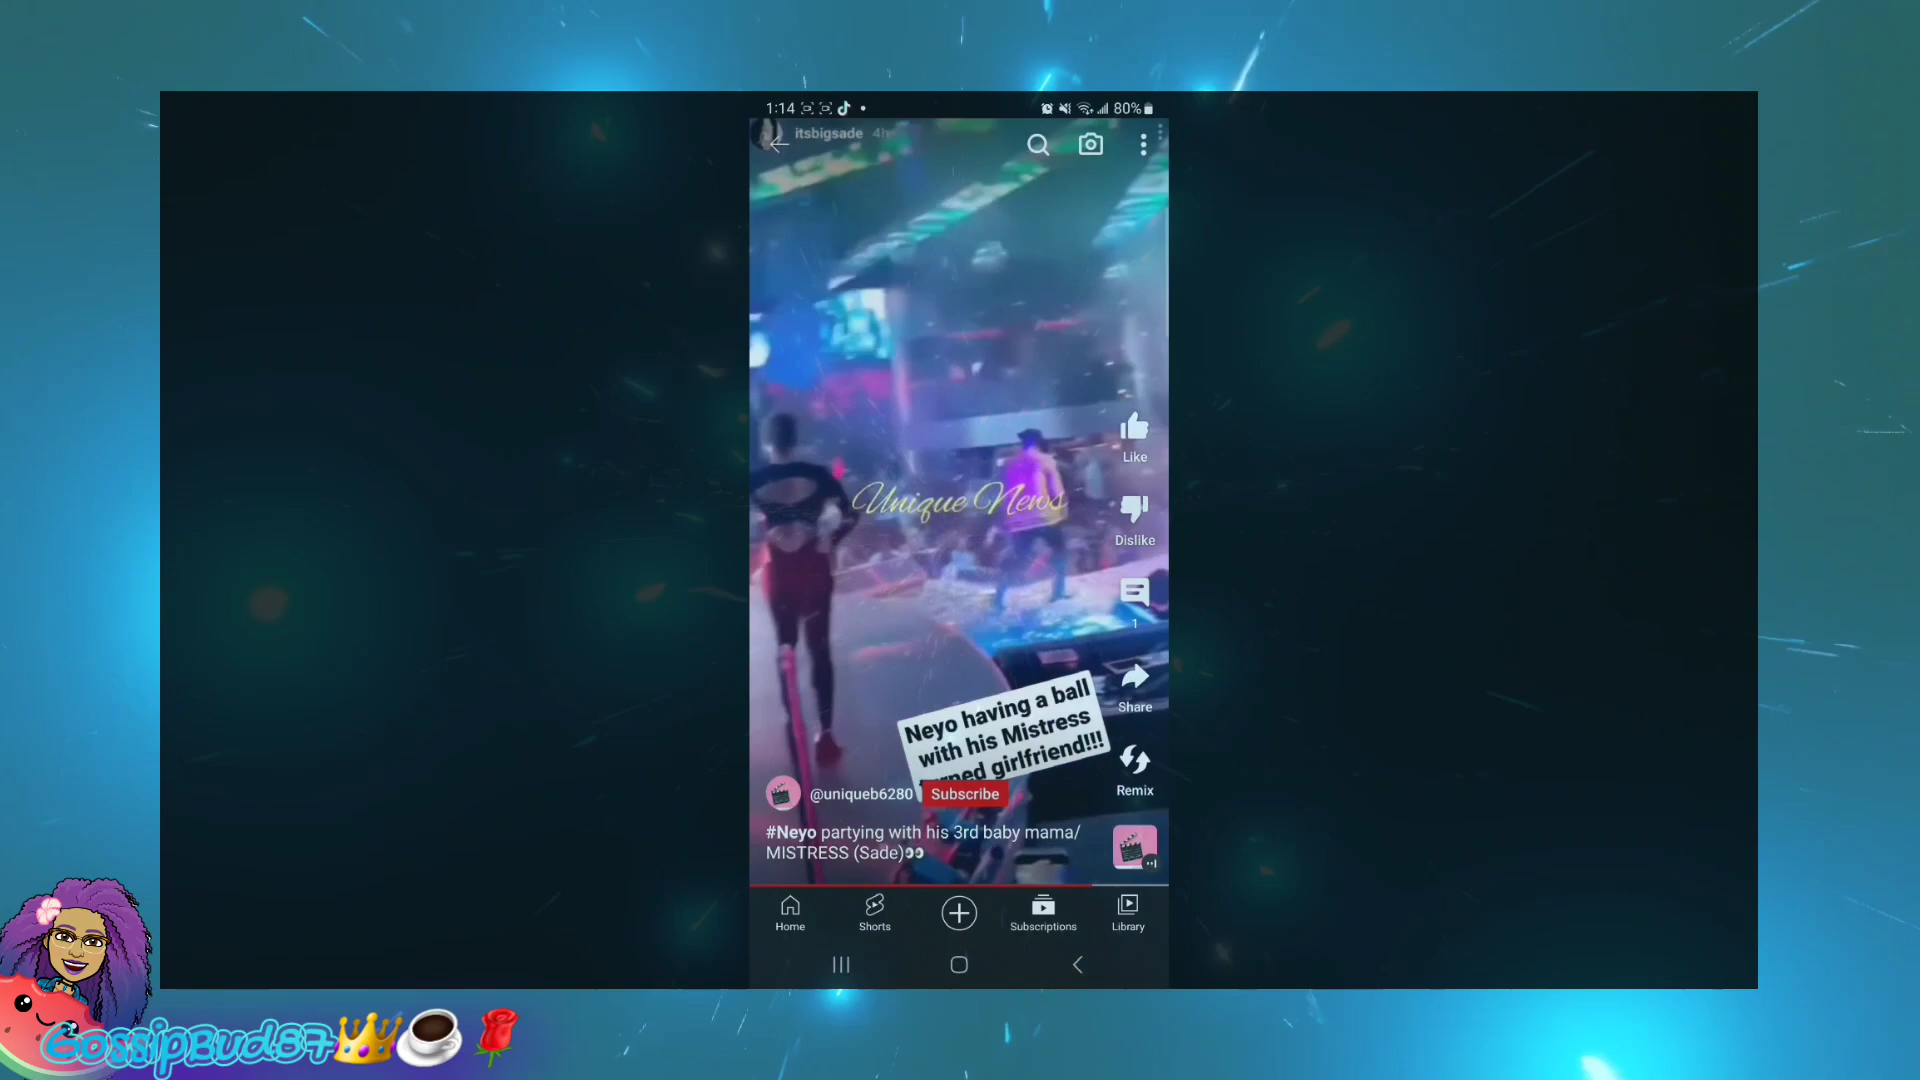 1:14
80%
itsbigsade 4h
Like
Unique News
Dislike
1
Neyo having a ball
with his Mistress
girlfriend!!!
Share
Remix
@uniqueb6280
Subscribe
#Neyo partying with his 3rd baby mama/
MISTRESS (Sade)👀
Home
Shorts
Subscriptions
Library
GossipBud87👑☕🌹